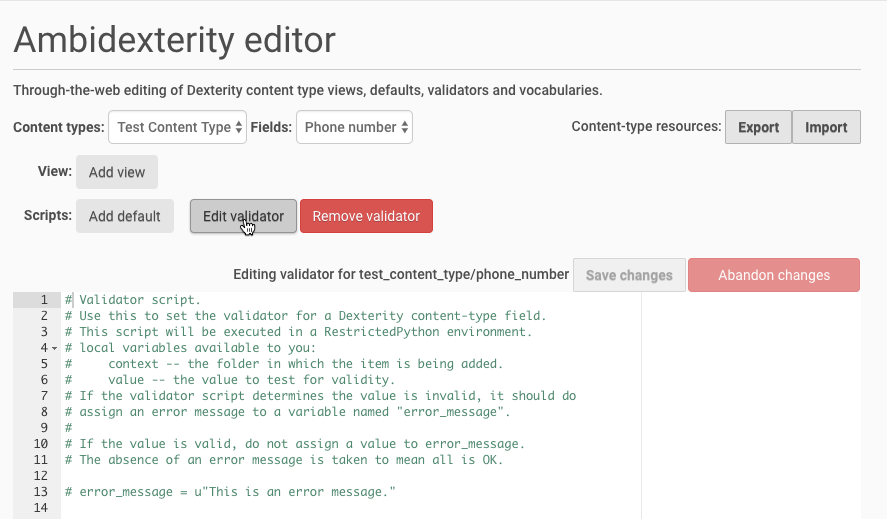 Ambidexterity editor
Through-the-web editing of Dexterity content type views, defaults, validators and vocabularies.
Content types: Test Content Type Fields: Phone number Content-type resources: Export Import
View: Add view
Scripts: Add default Edit validator Remove validator
Editing validator for test_content_type/phone_number Save changes Abandon changes
1 # Validator script.
2 # Use this to set the validator for a Dexterity content-type field.
3 # This script will be executed in a RestrictedPython environment.
4 # local variables available to you:
5 #     context -- the folder in which the item is being added.
6 #     value -- the value to test for validity.
7 # If the validator script determines the value is invalid, it should do
8 # assign an error message to a variable named "error_message".
9 #
10 # If the value is valid, do not assign a value to error_message.
11 # The absence of an error message is taken to mean all is OK.
12
13 # error_message = u"This is an error message."
14